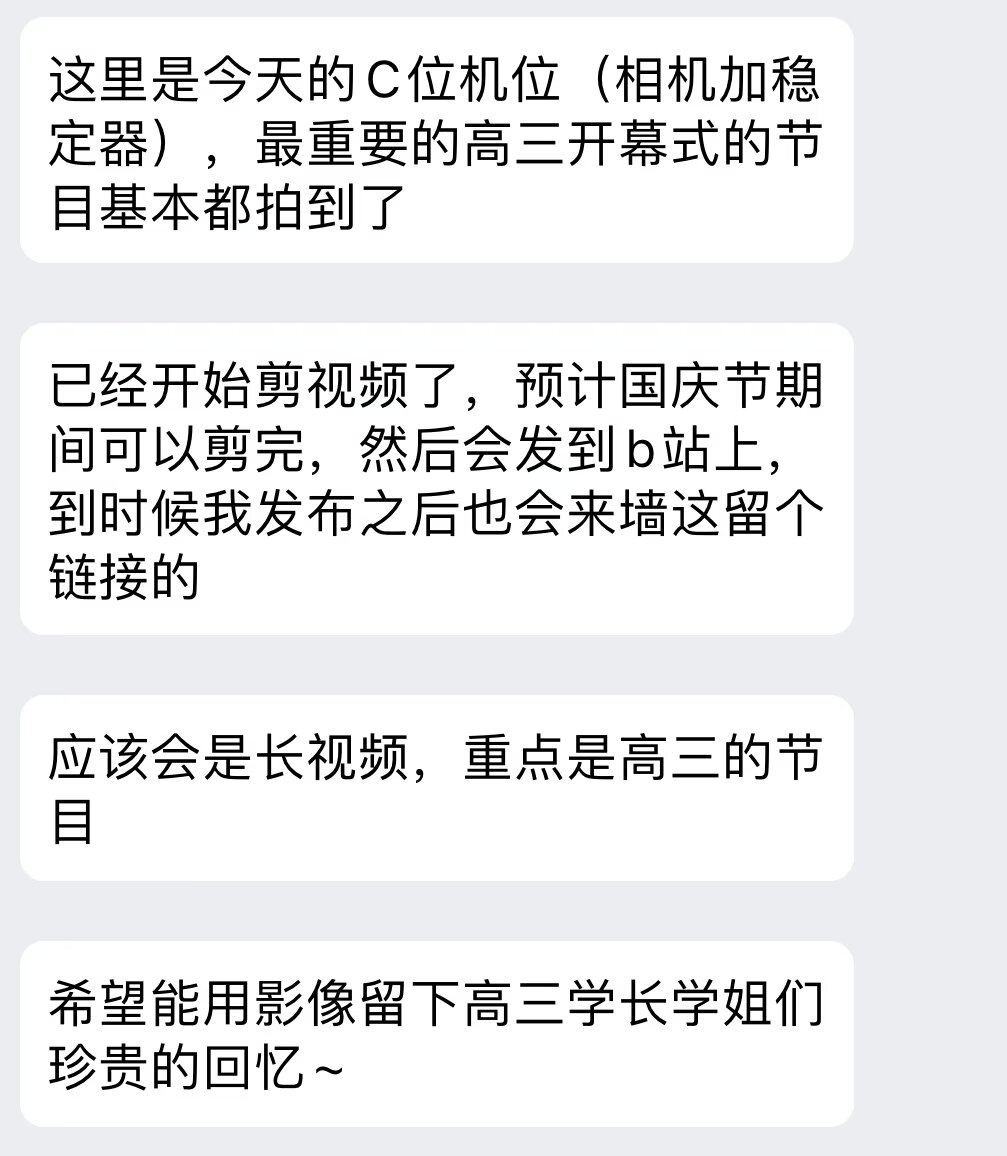 这里是今天的C位机位（相机加稳
定器），最重要的高三开幕式的节
目基本都拍到了
已经开始剪视频了，预计国庆节期
间可以剪完，然后会发到b站上，
到时候我发布之后也会来墙这留个
链接的
应该会是长视频，重点是高三的节
目
希望能用影像留下高三学长学姐们
珍贵的回忆~